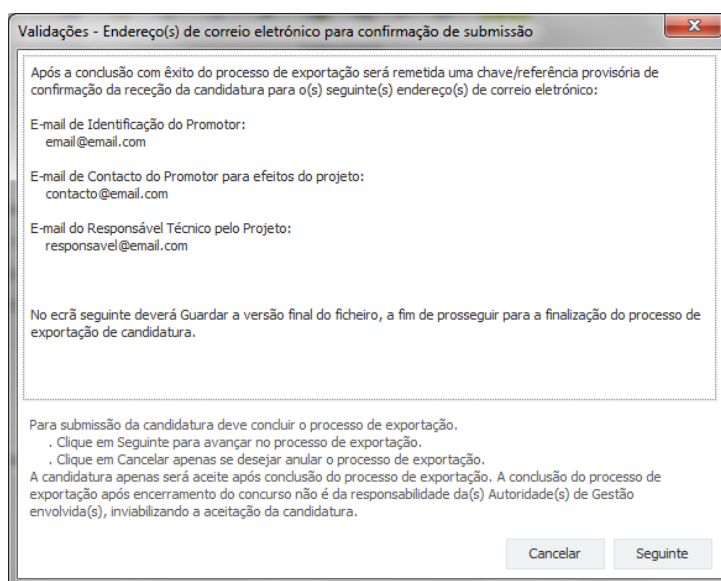 Validações - Endereço(s) de correio eletrónico para confirmação de submissão
Após a conclusão com êxito do processo de exportação será remetida uma chave/referência provisória de
confirmação da receção da candidatura para o(s) seguinte(s) endereço(s) de correio eletrónico:
E-mail de Identificação do Promotor:
email@email.com
E-mail de Contacto do Promotor para efeitos do projeto:
contacto@email.com
E-mail do Responsável Técnico pelo Projeto:
responsavel@email.com
No ecrã seguinte deverá Guardar a versão final do ficheiro, a fim de prosseguir para a finalização do processo de
exportação de candidatura.
Para submissão da candidatura deve concluir o processo de exportação.
. Clique em Seguinte para avançar no processo de exportação.
. Clique em Cancelar apenas se desejar anular o processo de exportação.
A candidatura apenas será aceite após conclusão do processo de exportação. A conclusão do processo de
exportação após encerramento do concurso não é da responsabilidade da(s) Autoridade(s) de Gestão
envolvida(s), inviabilizando a aceitação da candidatura.
Cancelar Seguinte